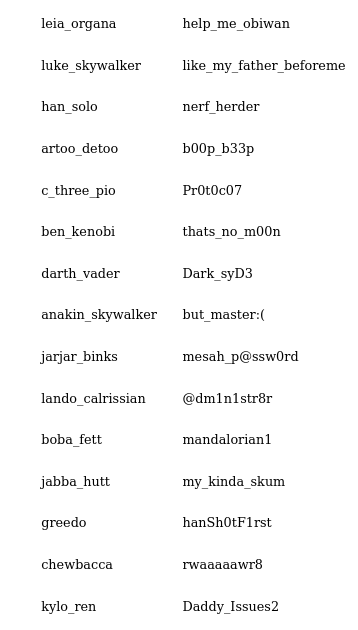 leia_organa help_me_obiwan
luke_skywalker like_my_father_beforeme
han_solo nerf_herder
artoo_detoo b00p_b33p
c_three_pio Pr0t0c07
ben_kenobi thats_no_m00n
darth_vader Dark_syD3
anakin_skywalker but_master:(
jarjar_binks mesah_p@ssw0rd
lando_calrissian @dm1n1str8r
boba_fett mandalorian1
jabba_hutt my_kinda_skum
greedo hanSh0tF1rst
chewbacca rwaaaaawr8
kylo_ren Daddy_Issues2